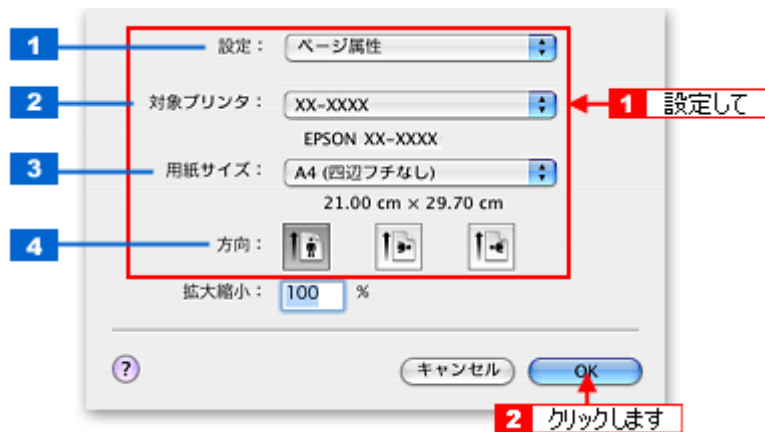 1 設定： ページ属性
2 対象プリンタ： XX-XXXX 1 設定して
EPSON XX-XXXX
3 用紙サイズ： A4 (四辺フチなし)
21.00 cm × 29.70 cm
4 方向：
拡大縮小： 100 %
? キャンセル OK
2 クリックします